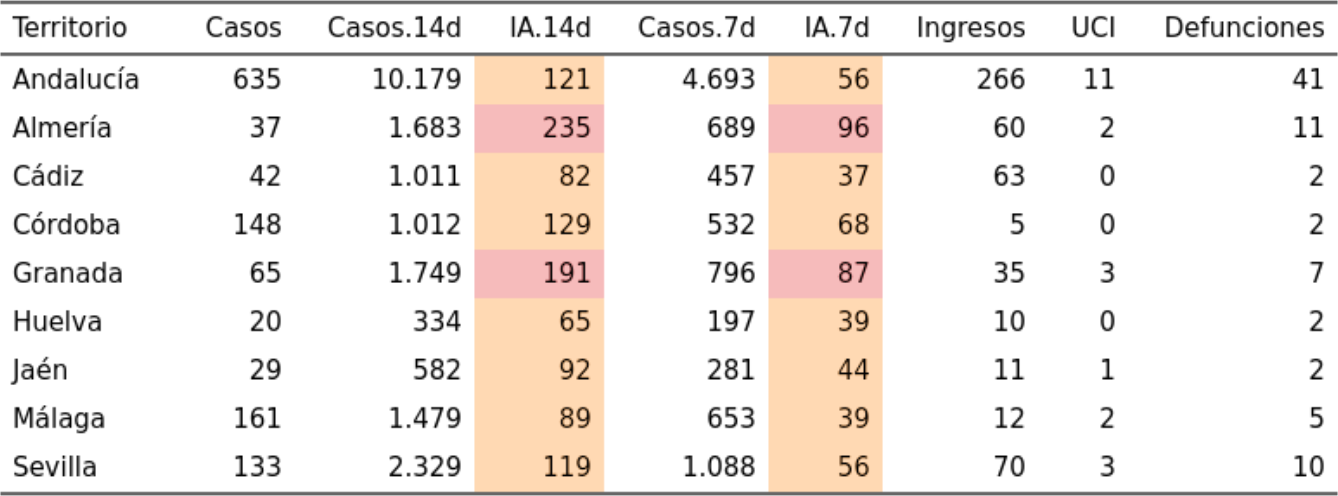 Territorio Casos Casos.14d IA.14d Casos.7d IA.7d Ingresos UCI Defunciones
Andalucía 635 10.179 121 4.693 56 266 11 41
Almería 37 1.683 235 689 96 60 2 11
Cádiz 42 1.011 82 457 37 63 0 2
Córdoba 148 1.012 129 532 68 5 0 2
Granada 65 1.749 191 796 87 35 3 7
Huelva 20 334 65 197 39 10 0 2
Jaén 29 582 92 281 44 11 1 2
Málaga 161 1.479 89 653 39 12 2 5
Sevilla 133 2.329 119 1.088 56 70 3 10